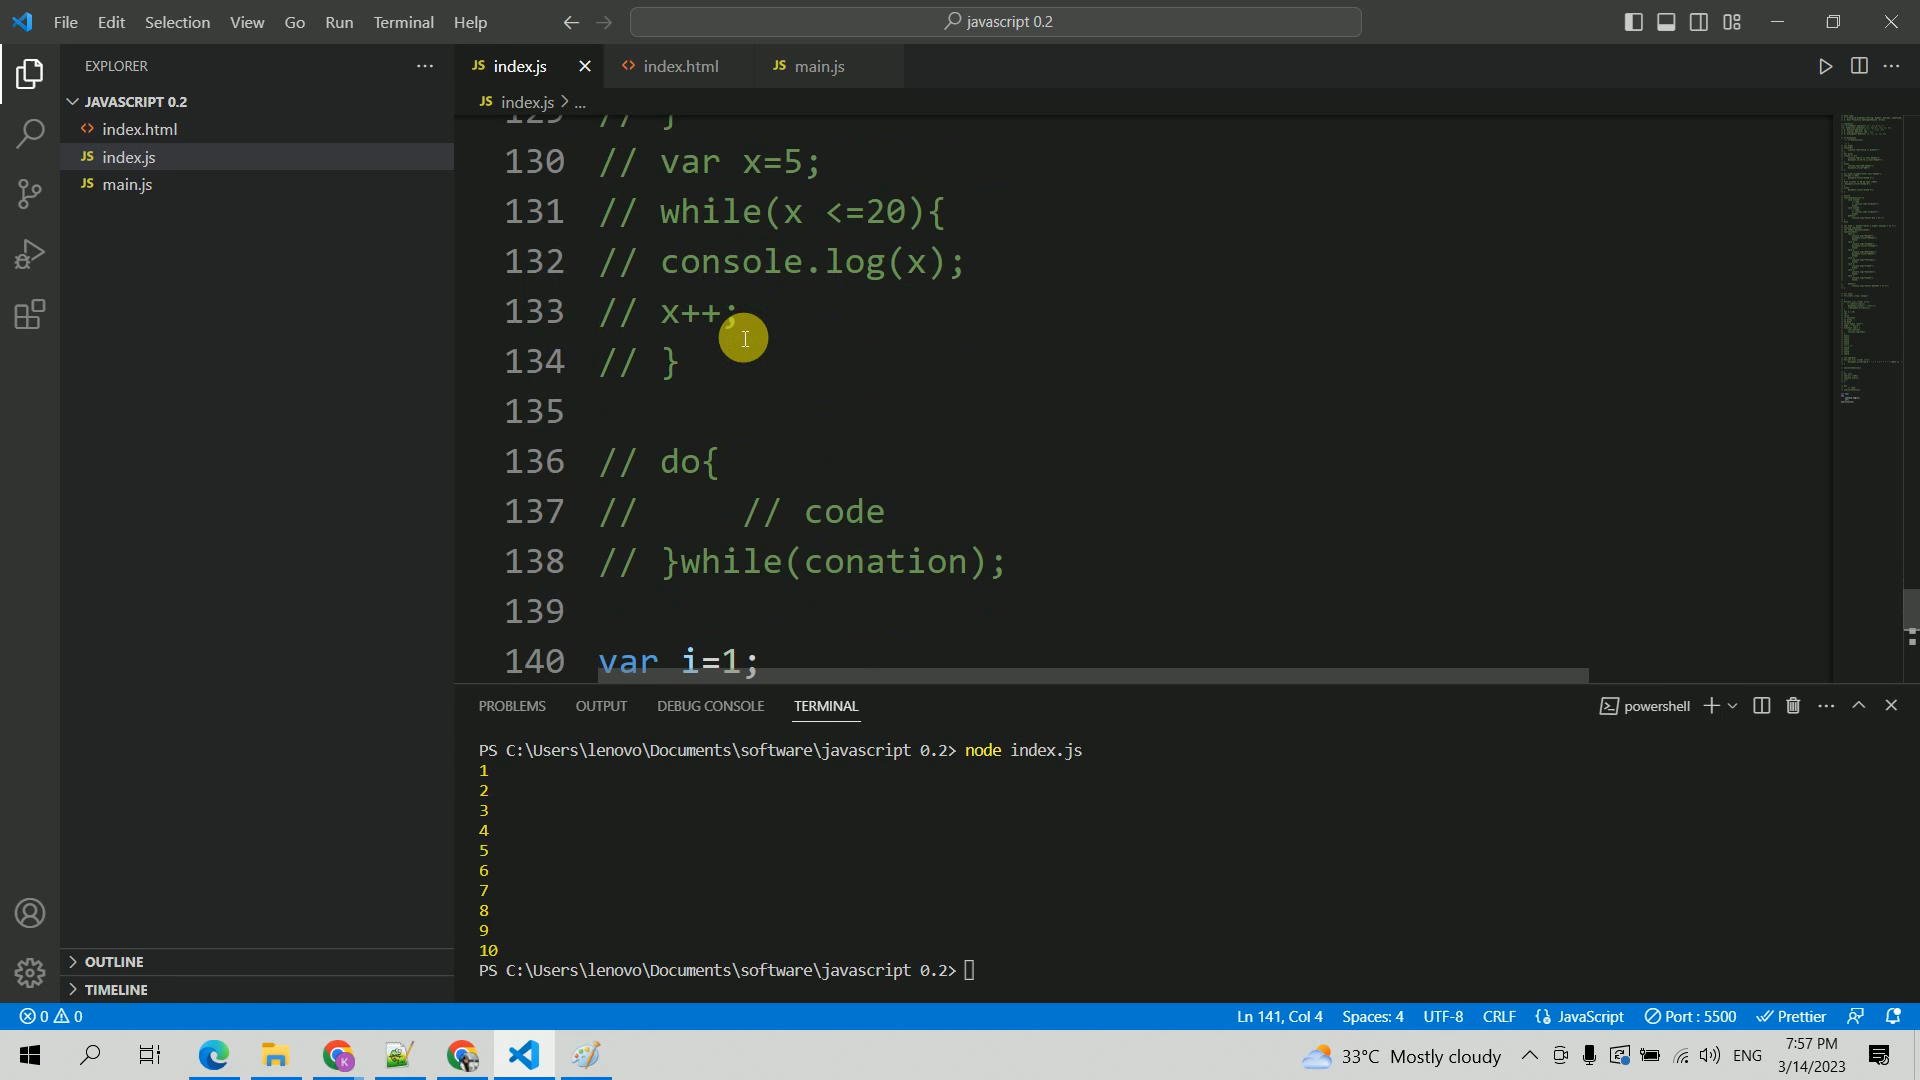 File Edit Selection View Go Run Terminal Help
javascript 0.2
EXPLORER
JAVASCRIPT 0.2
index.html
JS index.js
JS main.js
OUTLINE
TIMELINE
JS index.js
index.html
JS main.js
JS index.js > ...
129 // }
130 // var x=5;
131 // while(x <=20){
132 // console.log(x);
133 // x++;
134 // }
135
136 // do{
137 //     // code
138 // }while(conation);
139
140 var i=1;
PROBLEMS OUTPUT DEBUG CONSOLE TERMINAL
powershell
PS C:\Users\lenovo\Documents\software\javascript 0.2> node index.js
1
2
3
4
5
6
7
8
9
10
PS C:\Users\lenovo\Documents\software\javascript 0.2>
0 0
Ln 141, Col 4 Spaces: 4 UTF-8 CRLF JavaScript Port : 5500 Prettier
33°C Mostly cloudy
ENG
7:57 PM
3/14/2023